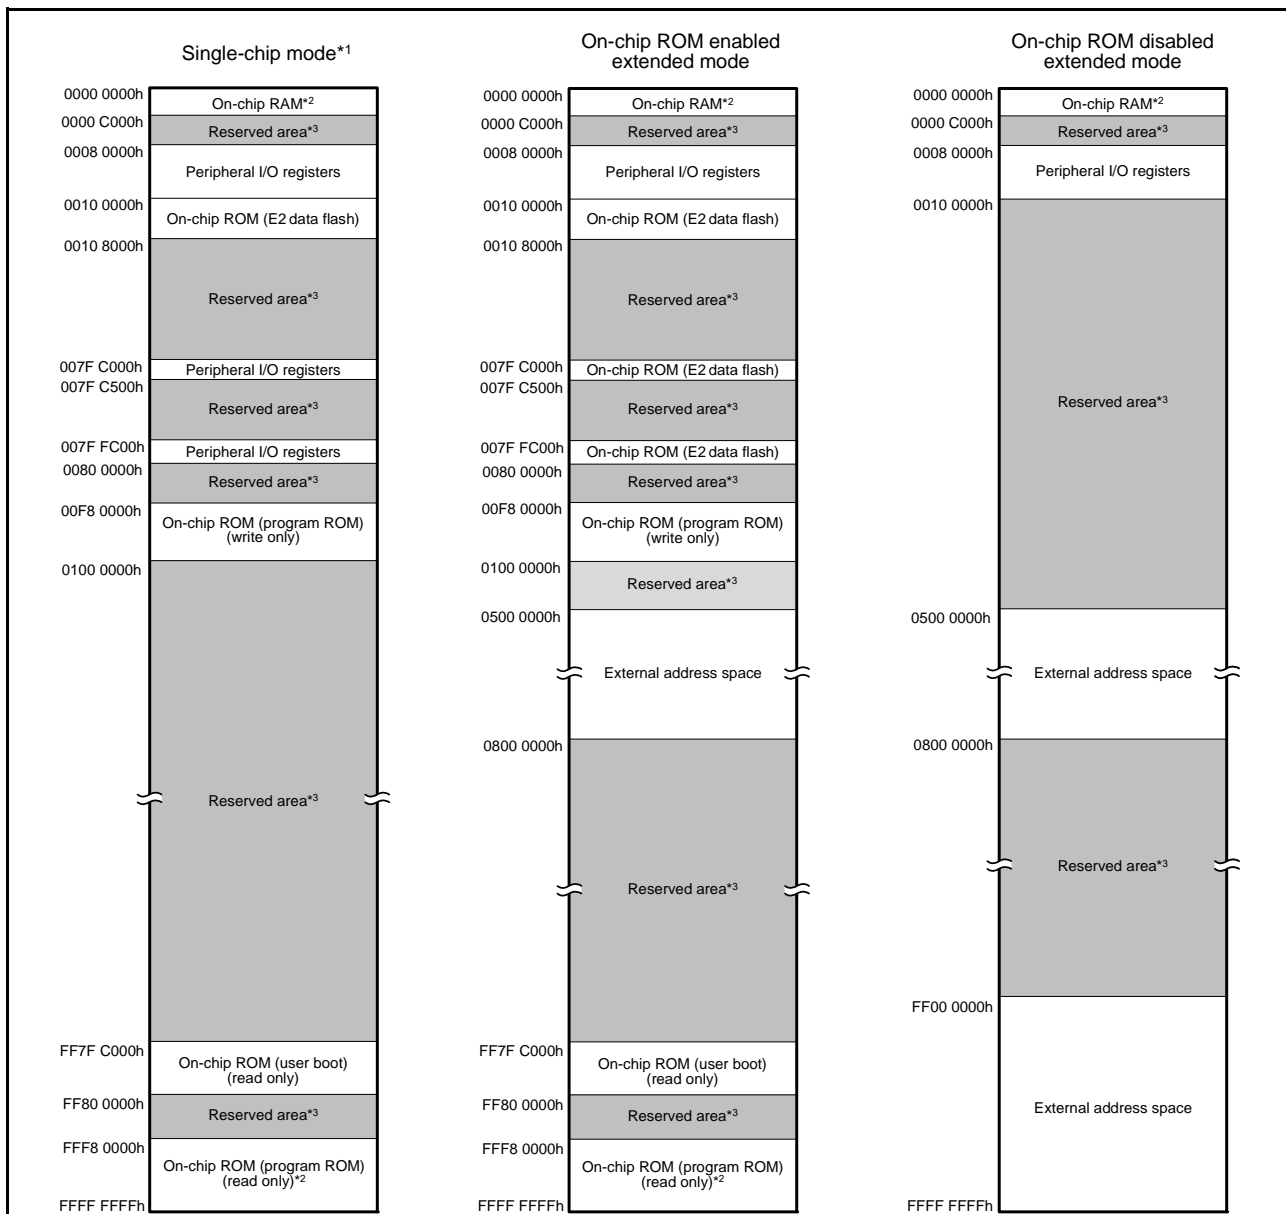 Single-chip mode*1
0000 0000h
On-chip RAM*2
0000 C000h
Reserved area*3
0008 0000h
Peripheral I/O registers
0010 0000h
On-chip ROM (E2 data flash)
0010 8000h
Reserved area*3
007F C000h
Peripheral I/O registers
007F C500h
Reserved area*3
007F FC00h
Peripheral I/O registers
0080 0000h
Reserved area*3
00F8 0000h
On-chip ROM (program ROM)
(write only)
0100 0000h
Reserved area*3
FF7F C000h
On-chip ROM (user boot)
(read only)
FF80 0000h
Reserved area*3
FFF8 0000h
On-chip ROM (program ROM)
(read only)*2
FFFF FFFFh
On-chip ROM enabled
extended mode
0000 0000h
On-chip RAM*2
0000 C000h
Reserved area*3
0008 0000h
Peripheral I/O registers
0010 0000h
On-chip ROM (E2 data flash)
0010 8000h
Reserved area*3
007F C000h
On-chip ROM (E2 data flash)
007F C500h
Reserved area*3
007F FC00h
On-chip ROM (E2 data flash)
0080 0000h
Reserved area*3
00F8 0000h
On-chip ROM (program ROM)
(write only)
0100 0000h
Reserved area*3
0500 0000h
External address space
0800 0000h
Reserved area*3
FF7F C000h
On-chip ROM (user boot)
(read only)
FF80 0000h
Reserved area*3
FFF8 0000h
On-chip ROM (program ROM)
(read only)*2
FFFF FFFFh
On-chip ROM disabled
extended mode
0000 0000h
On-chip RAM*2
0000 C000h
Reserved area*3
0008 0000h
Peripheral I/O registers
0010 0000h
Reserved area*3
0500 0000h
External address space
0800 0000h
Reserved area*3
FF00 0000h
External address space
FFFF FFFFh